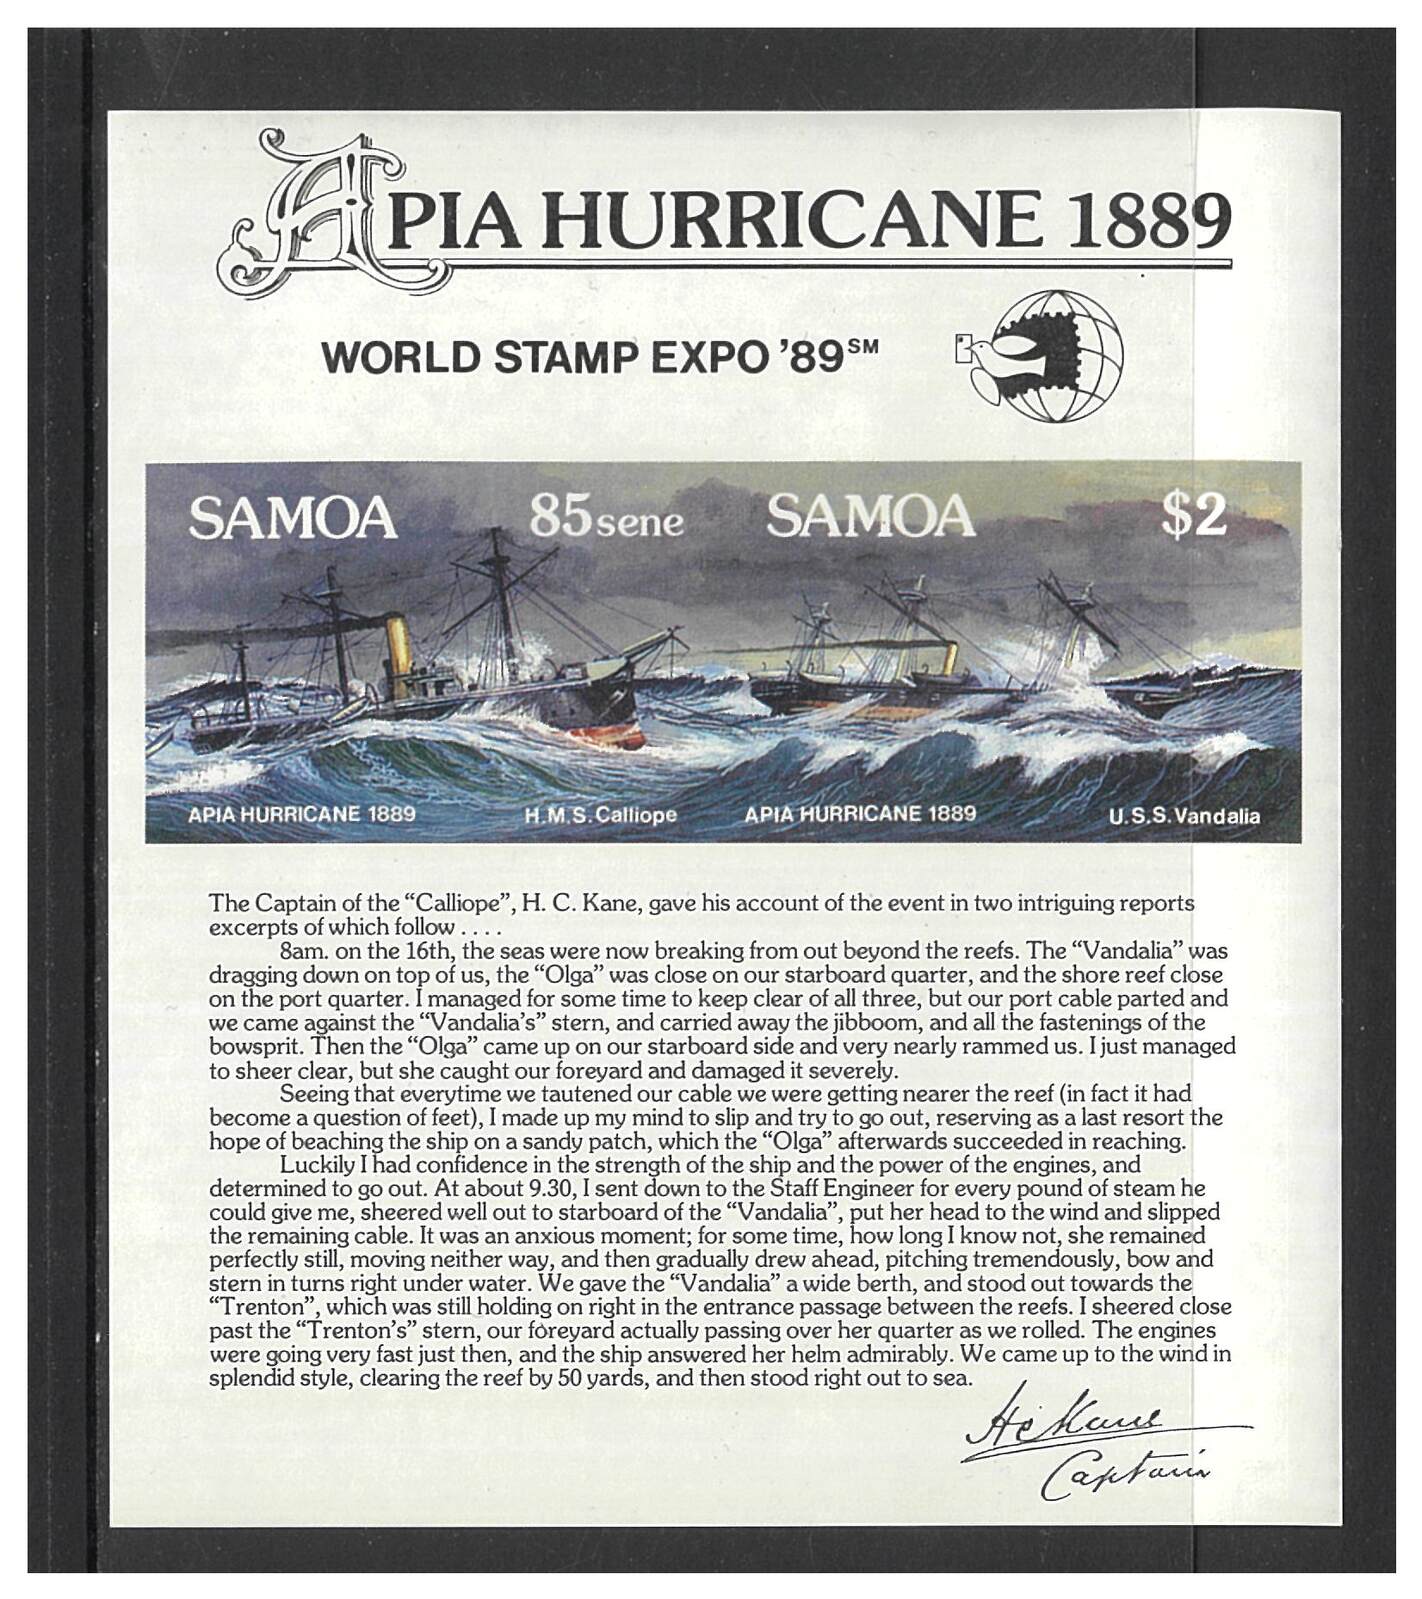 APIA HURRICANE 1889
WORLD STAMP EXPO ’89 SM
SAMOA 85 sene SAMOA $2
APIA HURRICANE 1889 H.M.S. Calliope APIA HURRICANE 1889 U.S.S. Vandalia
The Captain of the “Calliope”, H. C. Kane, gave his account of the event in two intriguing reports
excerpts of which follow . . . .
8am. on the 16th, the seas were now breaking from out beyond the reefs. The “Vandalia” was
dragging down on top of us, the “Olga” was close on our starboard quarter, and the shore reef close
on the port quarter. I managed for some time to keep clear of all three, but our port cable parted and
we came against the “Vandalia’s” stern, and carried away the jibboom, and all the fastenings of the
bowsprit. Then the “Olga” came up on our starboard side and very nearly rammed us. I just managed
to sheer clear, but she caught our foreyard and damaged it severely.
Seeing that everytime we tautened our cable we were getting nearer the reef (in fact it had
become a question of feet), I made up my mind to slip and try to go out, reserving as a last resort the
hope of beaching the ship on a sandy patch, which the “Olga” afterwards succeeded in reaching.
Luckily I had confidence in the strength of the ship and the power of the engines, and
determined to go out. At about 9.30, I sent down to the Staff Engineer for every pound of steam he
could give me, sheered well out to starboard of the “Vandalia”, put her head to the wind and slipped
the remaining cable. It was an anxious moment; for some time, how long I know not, she remained
perfectly still, moving neither way, and then gradually drew ahead, pitching tremendously, bow and
stern in turns right under water. We gave the “Vandalia” a wide berth, and stood out towards the
“Trenton”, which was still holding on right in the entrance passage between the reefs. I sheered close
past the “Trenton’s” stern, our foreyard actually passing over her quarter as we rolled. The engines
were going very fast just then, and the ship answered her helm admirably. We came up to the wind in
splendid style, clearing the reef by 50 yards, and then stood right out to sea.
H C Kane
Captain